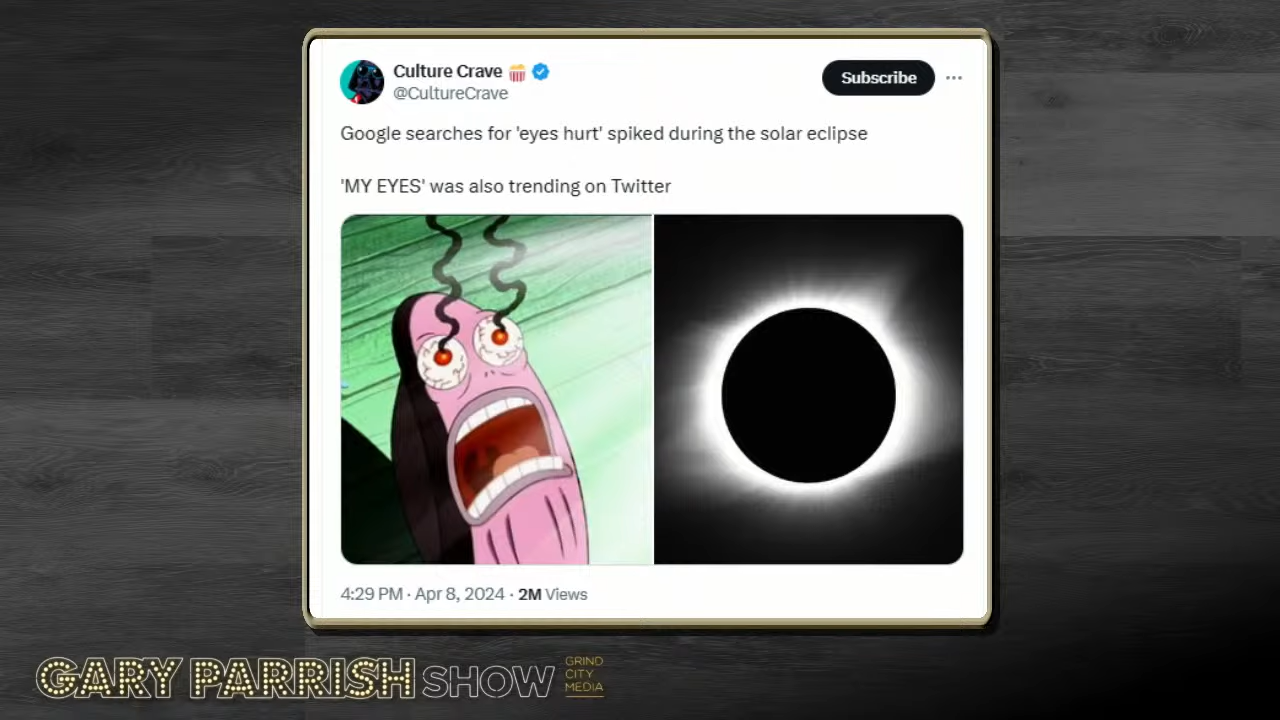 Culture Crave
@CultureCrave
Subscribe
Google searches for 'eyes hurt' spiked during the solar eclipse
'MY EYES' was also trending on Twitter
4:29 PM · Apr 8, 2024 · 2M Views
GARY PARRISH SHOW
GRIND
CITY
MEDIA